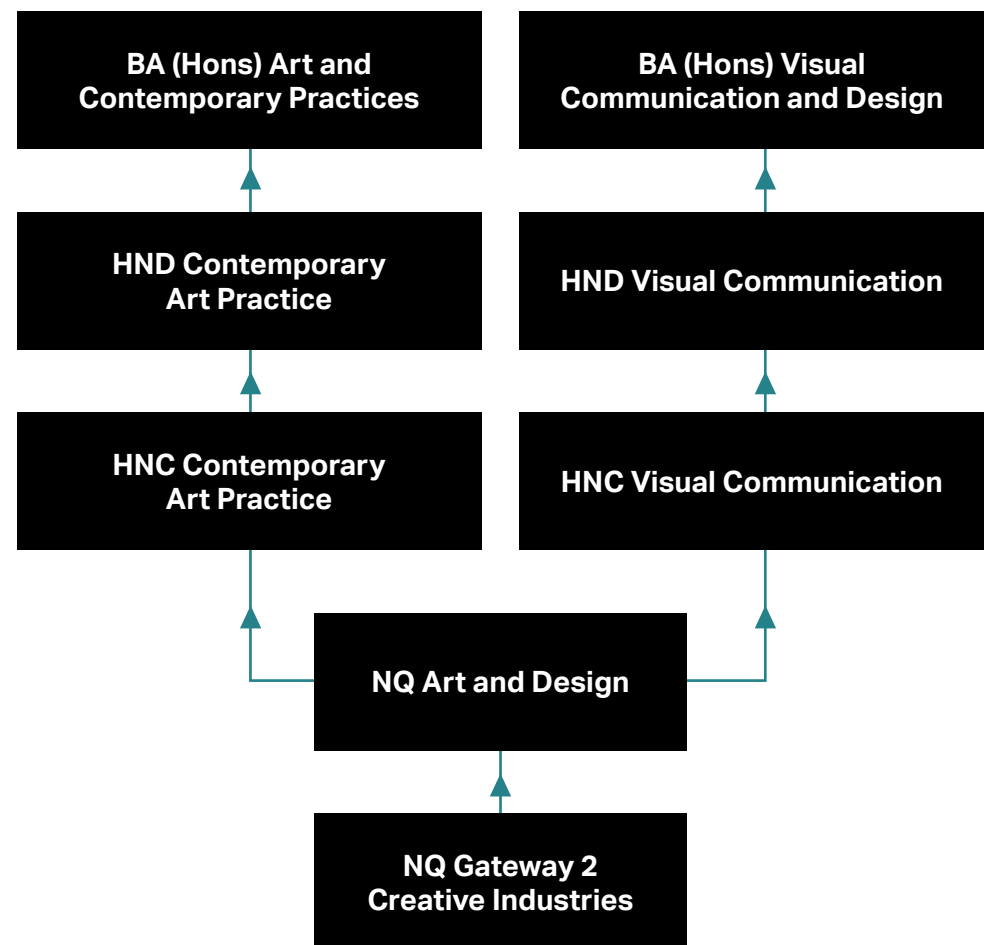 BA (Hons) Art and
Contemporary Practices
BA (Hons) Visual
Communication and Design
HND Contemporary
Art Practice
HND Visual Communication
HNC Contemporary
Art Practice
HNC Visual Communication
NQ Art and Design
NQ Gateway 2
Creative Industries